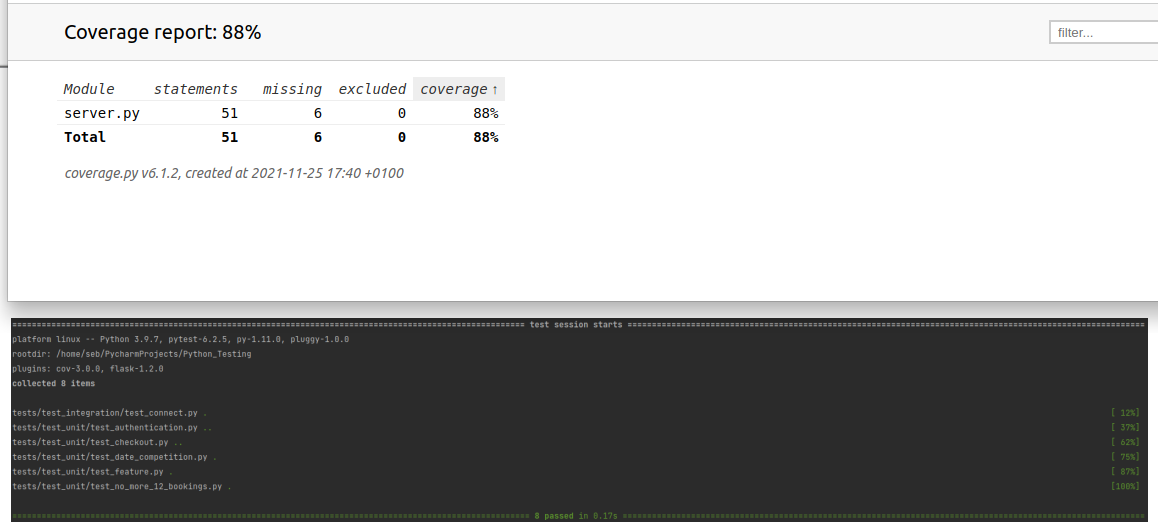 Coverage report: 88%
filter...
Module statements missing excluded coverage ↑
server.py 51 6 0 88%
Total 51 6 0 88%
coverage.py v6.1.2, created at 2021-11-25 17:40 +0100
test session starts
platform linux -- Python 3.9.7, pytest-6.2.5, py-1.11.0, pluggy-1.0.0
rootdir: /home/seb/PycharmProjects/Python_Testing
plugins: cov-3.0.0, flask-1.2.0
collected 8 items
tests/test_integration/test_connect.py . [ 12%]
tests/test_unit/test_authentication.py .. [ 37%]
tests/test_unit/test_checkout.py .. [ 62%]
tests/test_unit/test_date_competition.py . [ 75%]
tests/test_unit/test_feature.py . [ 87%]
tests/test_unit/test_no_more_12_bookings.py . [100%]
8 passed in 0.17s